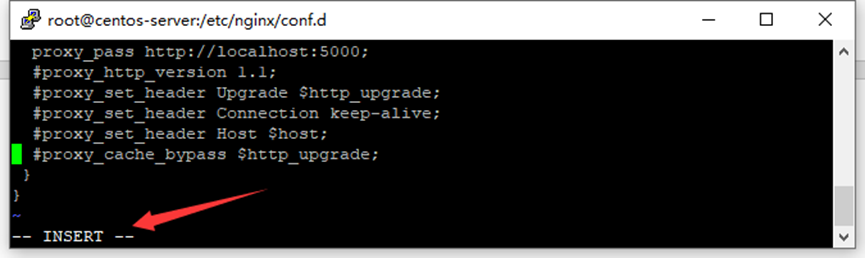 root@centos-server:/etc/nginx/conf.d
proxy_pass http://localhost:5000;
#proxy_http_version 1.1;
#proxy_set_header Upgrade $http_upgrade;
#proxy_set_header Connection keep-alive;
#proxy_set_header Host $host;
#proxy_cache_bypass $http_upgrade;
}
}
~
-- INSERT --